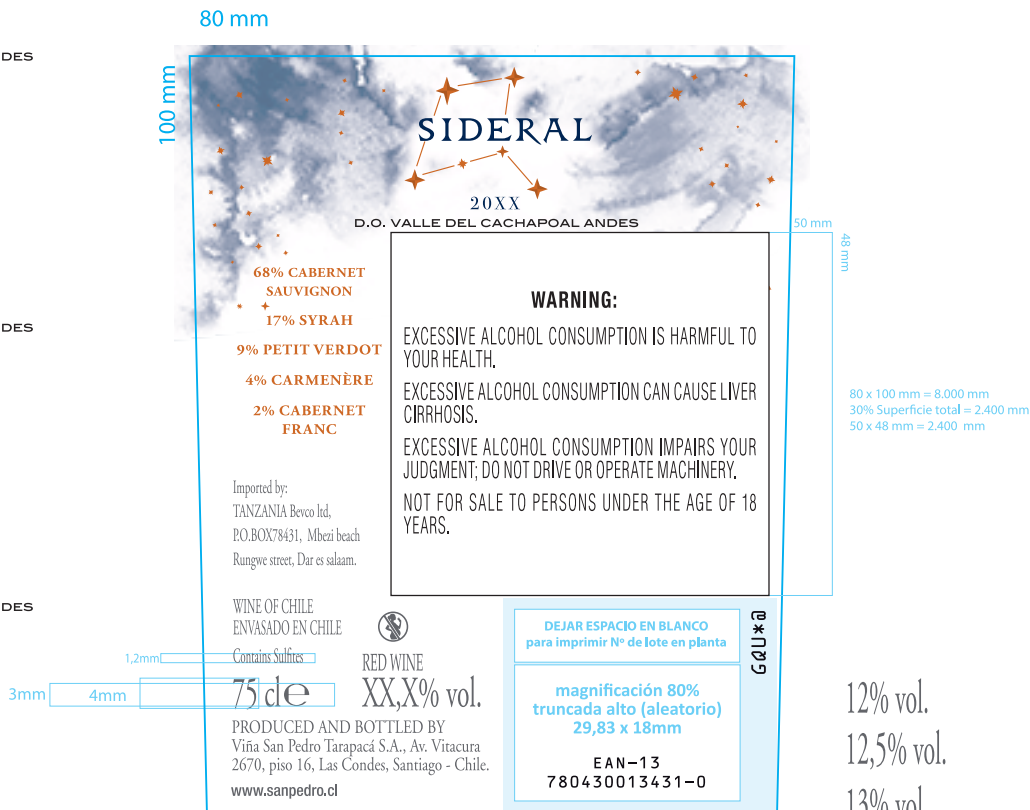 80 mm
DES
100 mm
SIDERAL
20XX
D.O. VALLE DEL CACHAPOAL ANDES
50 mm
48 mm
68% CABERNET
SAUVIGNON
17% SYRAH
9% PETIT VERDOT
4% CARMENÈRE
2% CABERNET
FRANC
DES
WARNING:
EXCESSIVE ALCOHOL CONSUMPTION IS HARMFUL TO
YOUR HEALTH.
EXCESSIVE ALCOHOL CONSUMPTION CAN CAUSE LIVER
CIRRHOSIS.
EXCESSIVE ALCOHOL CONSUMPTION IMPAIRS YOUR
JUDGMENT; DO NOT DRIVE OR OPERATE MACHINERY.
NOT FOR SALE TO PERSONS UNDER THE AGE OF 18
YEARS.
80 x 100 mm = 8.000 mm
30% Superficie total = 2.400 mm
50 x 48 mm = 2.400 mm
Imported by:
TANZANIA Bevco ltd,
P.O.BOX78431, Mbezi beach
Rungwe street, Dar es salaam.
DES
WINE OF CHILE
ENVASADO EN CHILE
Contains Sulfites
1,2mm
RED WINE
3mm
4mm
75 cl℮
XX,X% vol.
PRODUCED AND BOTTLED BY
Viña San Pedro Tarapacá S.A., Av. Vitacura
2670, piso 16, Las Condes, Santiago - Chile.
www.sanpedro.cl
DEJAR ESPACIO EN BLANCO
para imprimir Nº de lote en planta
magnificación 80%
truncada alto (aleatorio)
29,83 x 18mm
EAN-13
780430013431-0
GQU*a
12% vol.
12,5% vol.
13% vol.